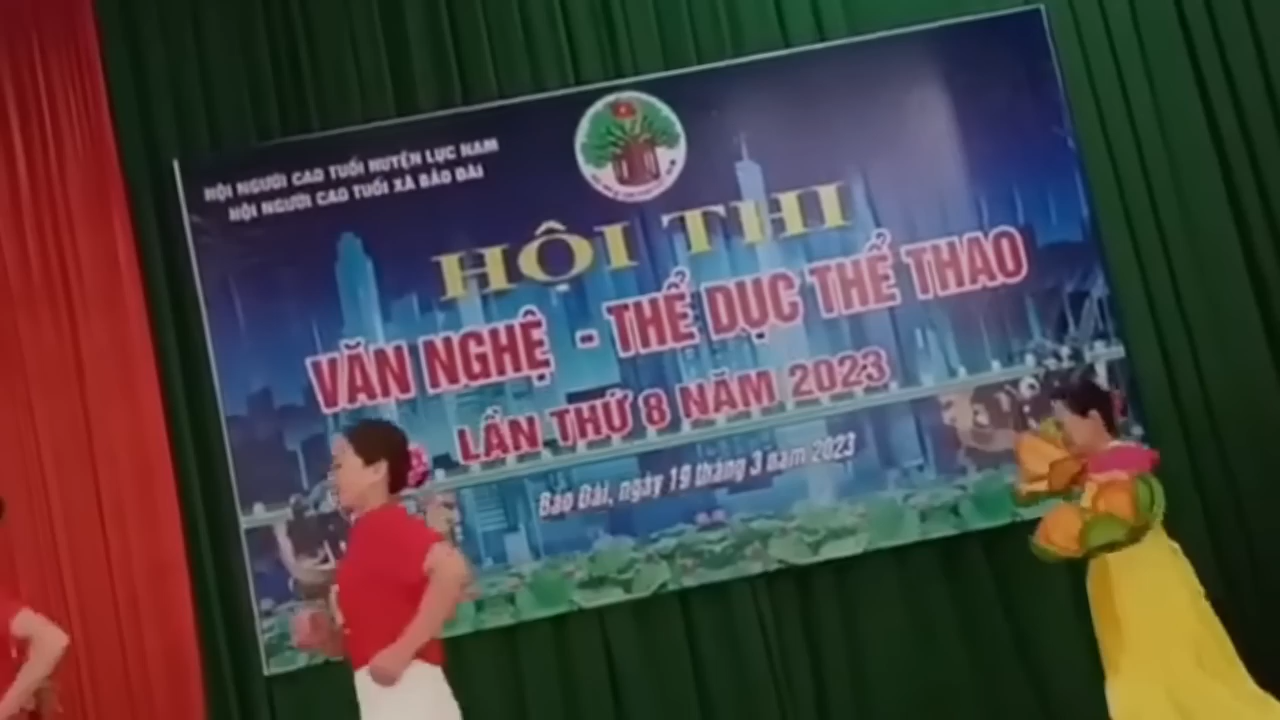 HỘI NGƯỜI CAO TUỔI HUYỆN LỤC NAM
HỘI NGƯỜI CAO TUỔI XÃ BẢO ĐÀI
HỘI THI
VĂN NGHỆ - THỂ DỤC THỂ THAO
LẦN THỨ 8 NĂM 2023
Bảo Đài, ngày 19 tháng 3 năm 2023